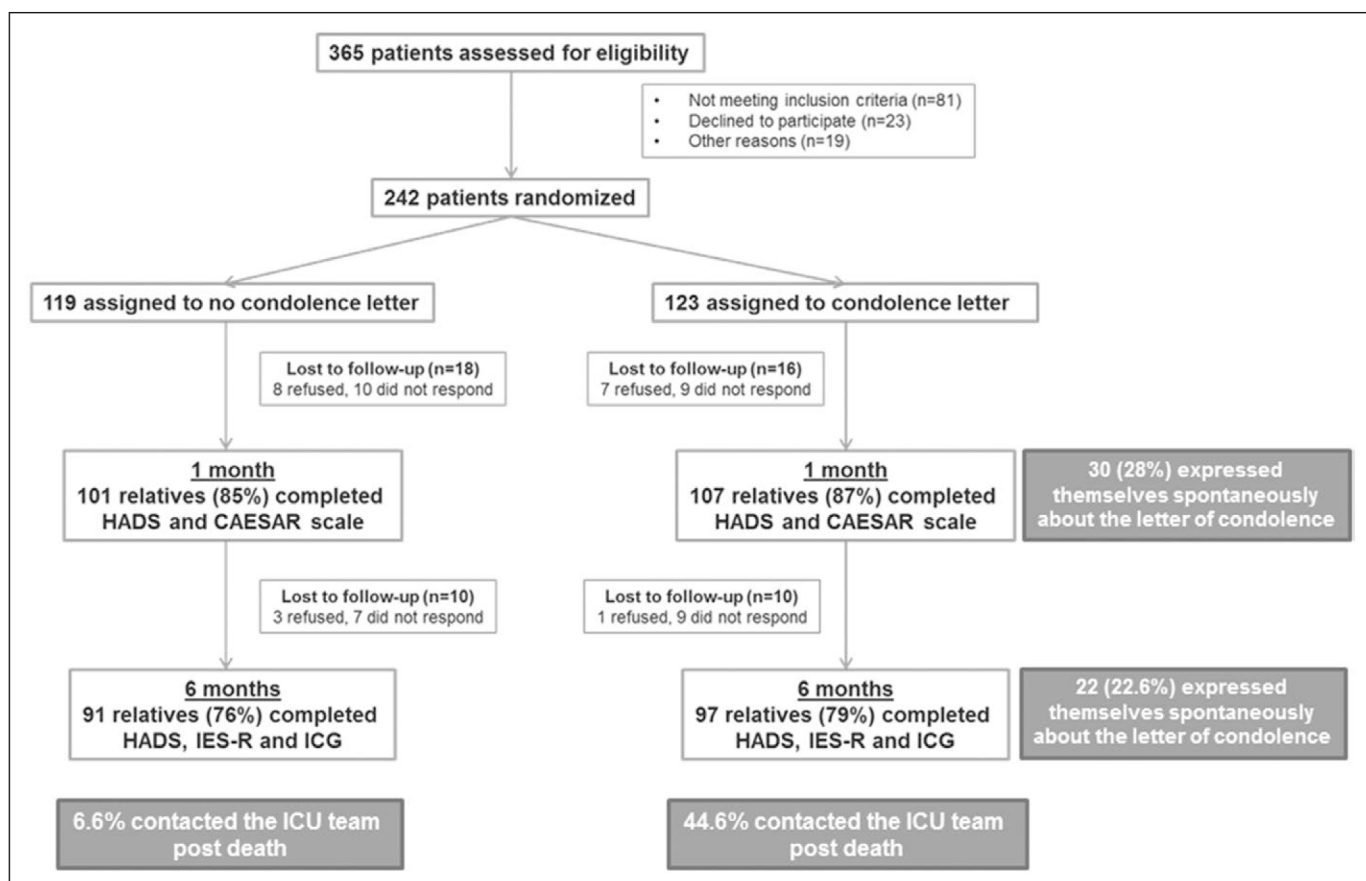 365 patients assessed for eligibility
• Not meeting inclusion criteria (n=81)
• Declined to participate (n=23)
• Other reasons (n=19)
242 patients randomized
119 assigned to no condolence letter
123 assigned to condolence letter
Lost to follow-up (n=18)
8 refused, 10 did not respond
Lost to follow-up (n=16)
7 refused, 9 did not respond
1 month
101 relatives (85%) completed
HADS and CAESAR scale
1 month
107 relatives (87%) completed
HADS and CAESAR scale
30 (28%) expressed
themselves spontaneously
about the letter of condolence
Lost to follow-up (n=10)
3 refused, 7 did not respond
Lost to follow-up (n=10)
1 refused, 9 did not respond
6 months
91 relatives (76%) completed
HADS, IES-R and ICG
6 months
97 relatives (79%) completed
HADS, IES-R and ICG
22 (22.6%) expressed
themselves spontaneously
about the letter of condolence
6.6% contacted the ICU team
post death
44.6% contacted the ICU team
post death